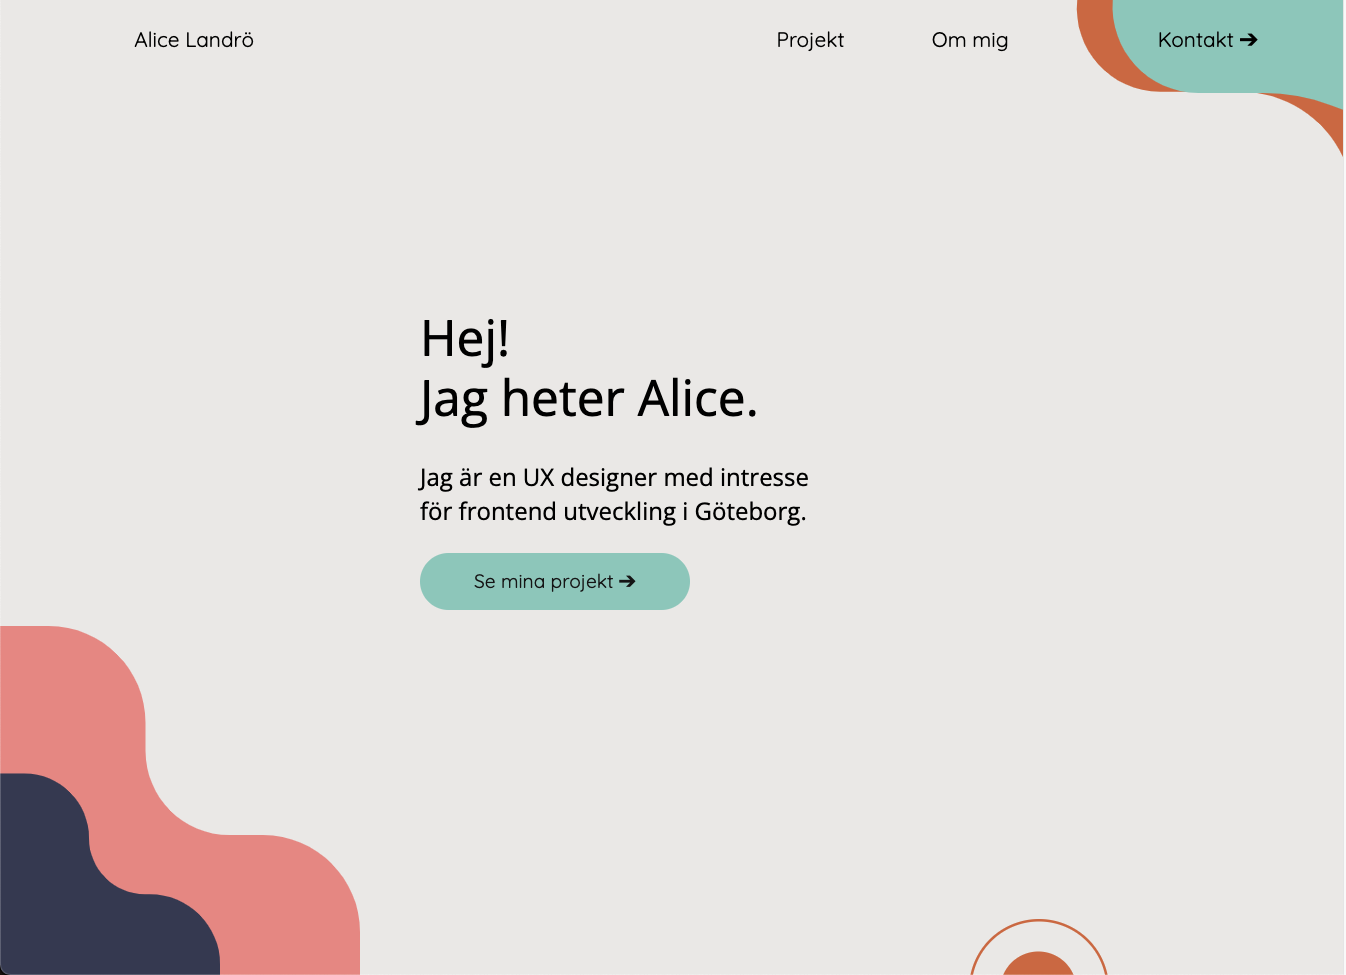 Alice Landrö
Projekt
Om mig
Kontakt ➔
Hej!
Jag heter Alice.
Jag är en UX designer med intresse
för frontend utveckling i Göteborg.
Se mina projekt ➔